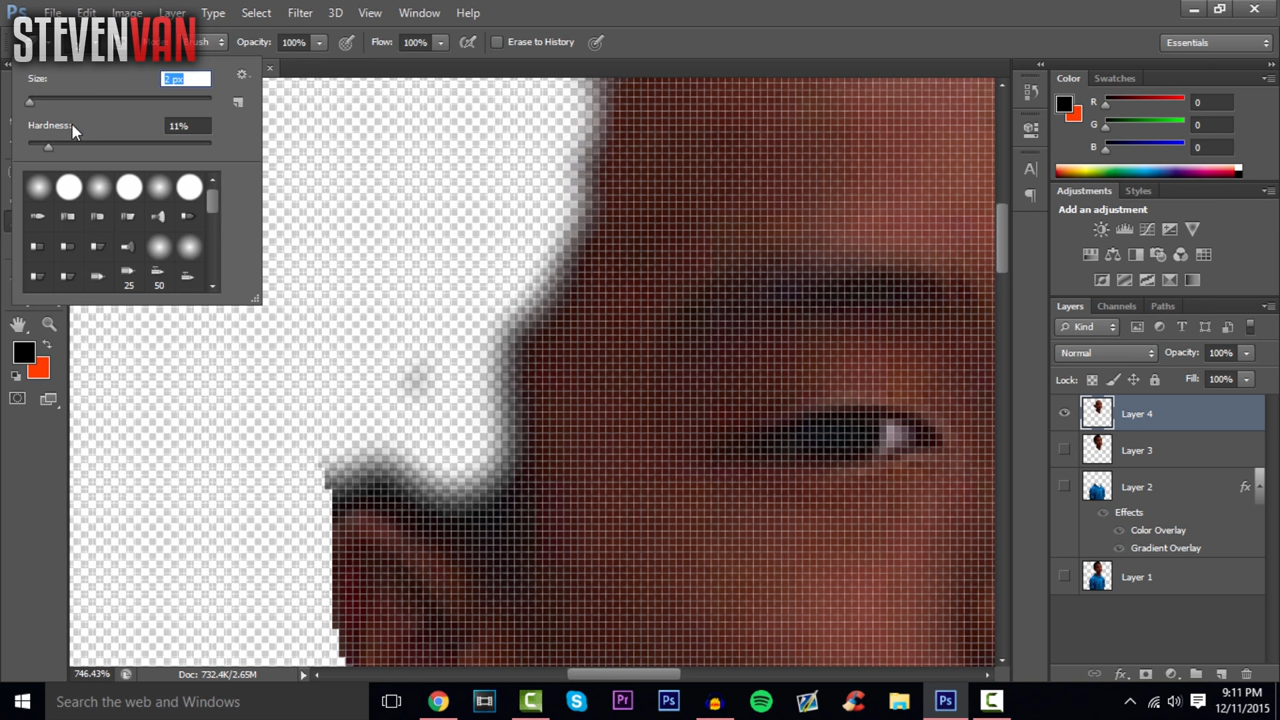 Ps File Edit Image Layer Type Select Filter 3D View Window Help
STEVENVAN
Brush Opacity: 100% Flow: 100% Erase to History Essentials
Size: 2 px
Hardness: 11%
25 50
Color Swatches
R 0
G 0
B 0
Adjustments Styles
Add an adjustment
Layers Channels Paths
Kind
Normal Opacity: 100%
Lock: Fill: 100%
Layer 4
Layer 3
Layer 2 fx
Effects
Color Overlay
Gradient Overlay
Layer 1
746.43% Doc: 732.4K/2.65M
Search the web and Windows
9:11 PM
12/11/2015